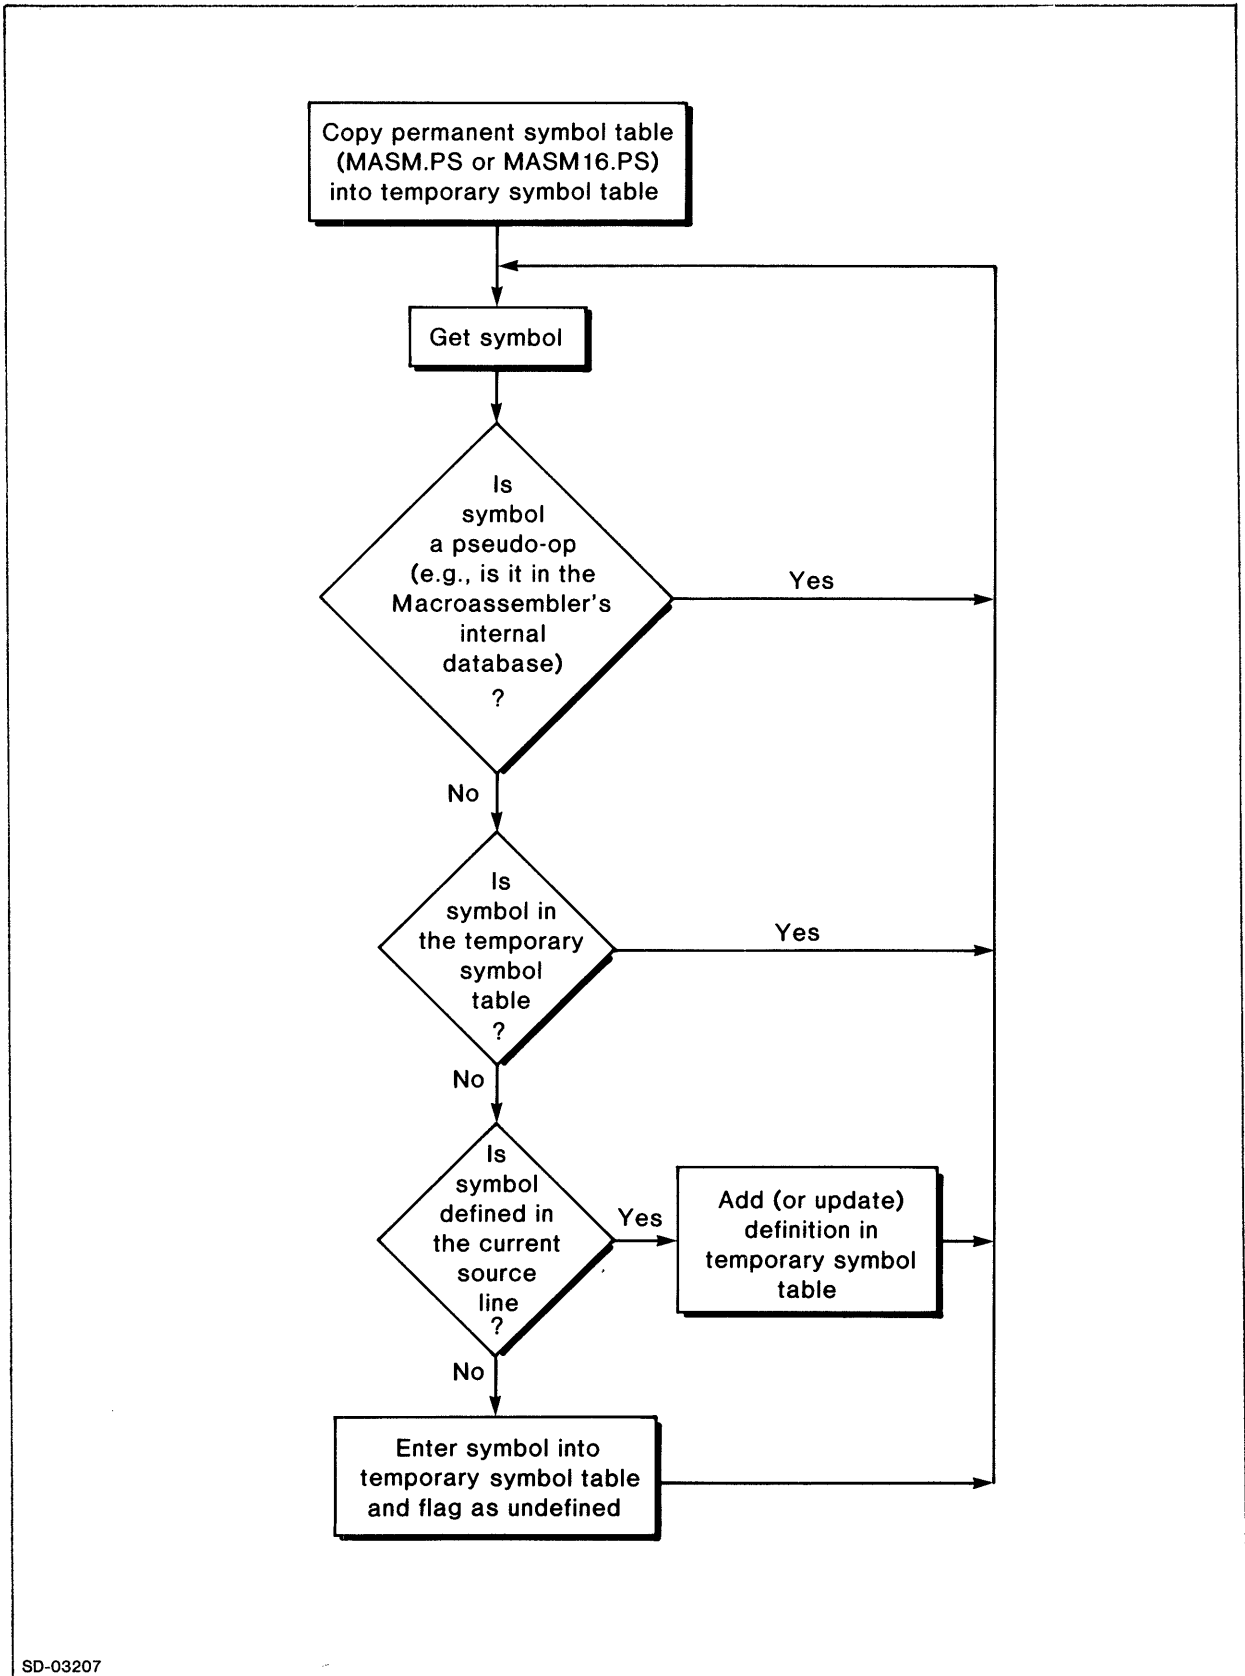 Copy permanent symbol table
(MASM.PS or MASM16.PS)
into temporary symbol table
Get symbol
Is
symbol
a pseudo-op
(e.g., is it in the
Macroassembler's
internal
database)
?
Yes
No
Is
symbol in
the temporary
symbol
table
?
Yes
No
Is
symbol
defined in
the current
source
line
?
Yes
Add (or update)
definition in
temporary symbol
table
No
Enter symbol into
temporary symbol table
and flag as undefined
SD-03207